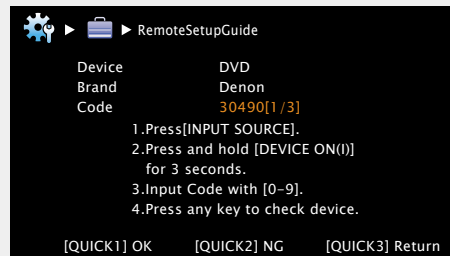 RemoteSetupGuide
Device DVD
Brand Denon
Code 30490[1/3]
1.Press[INPUT SOURCE].
2.Press and hold [DEVICE ON(I)]
for 3 seconds.
3.Input Code with [0-9].
4.Press any key to check device.
[QUICK1] OK [QUICK2] NG [QUICK3] Return